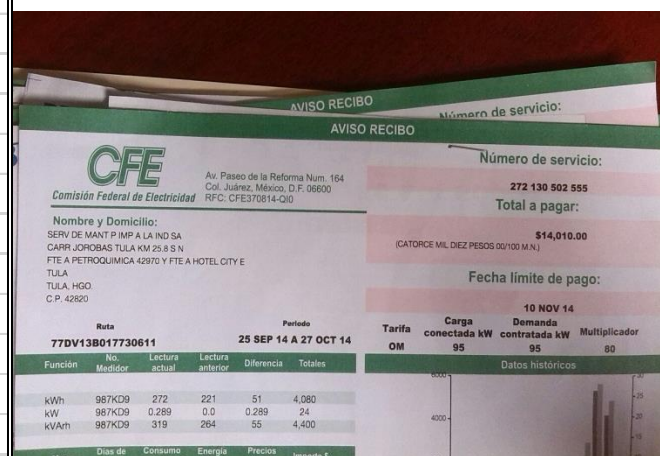 AVISO RECIBO
Número de servicio:
AVISO RECIBO
CFE
Comisión Federal de Electricidad
Av. Paseo de la Reforma Num. 164
Col. Juárez, México, D.F. 06600
RFC: CFE370814-QI0
Número de servicio:
272 130 502 555
Total a pagar:
$14,010.00
(CATORCE MIL DIEZ PESOS 00/100 M.N.)
Nombre y Domicilio:
SERV DE MANT P IMP A LA IND SA
CARR JOROBAS TULA KM 25.8 S N
FTE A PETROQUIMICA 42970 Y FTE A HOTEL CITY E
TULA
TULA, HGO.
C.P. 42820
Fecha límite de pago:
10 NOV 14
Ruta Periodo
77DV13B017730611 25 SEP 14 A 27 OCT 14
Tarifa Carga conectada kW Demanda contratada kW Multiplicador
OM 95 95 80
Función No. Medidor Lectura actual Lectura anterior Diferencia Totales
kWh 987KD9 272 221 51 4,080
kW 987KD9 0.289 0.0 0.289 24
kVArh 987KD9 319 264 55 4,400
Datos históricos
6000
4000
Días de Consumo Energía Precios Importe $